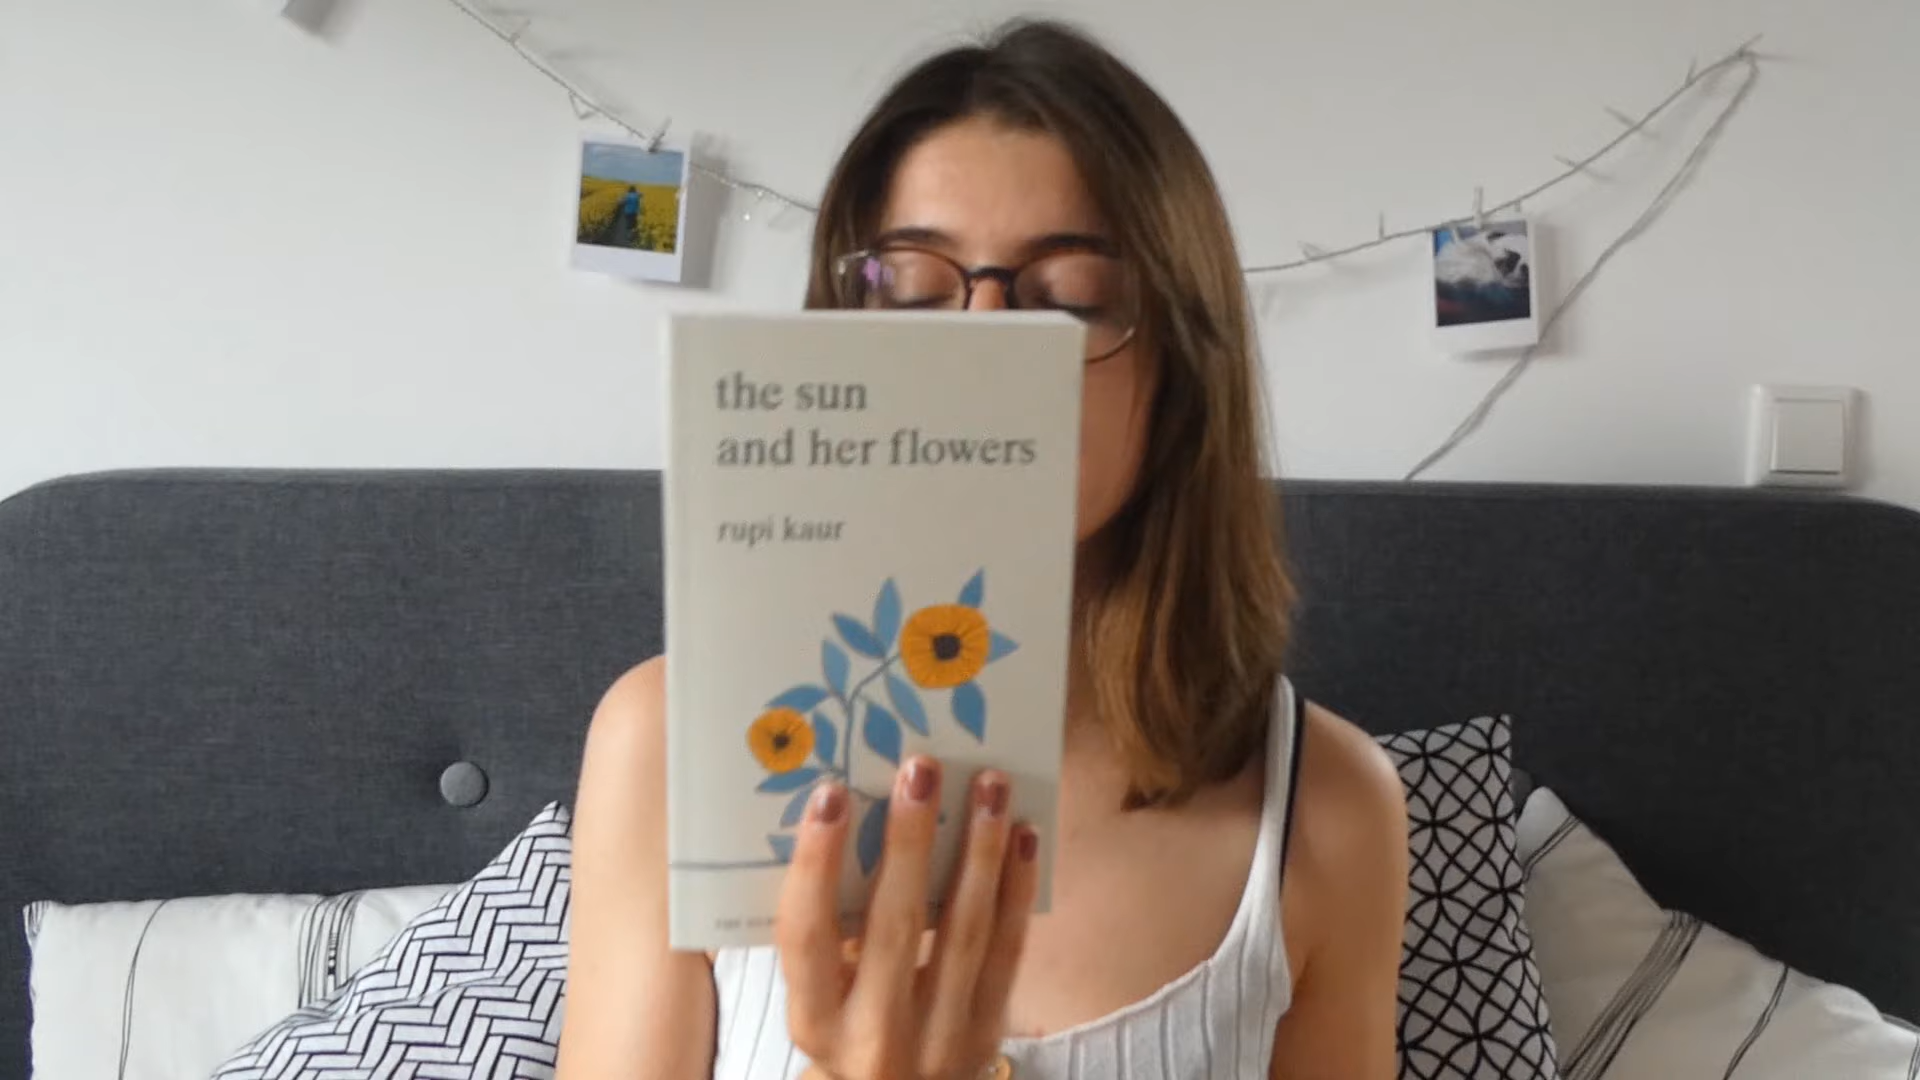 the sun
and her flowers
rupi kaur